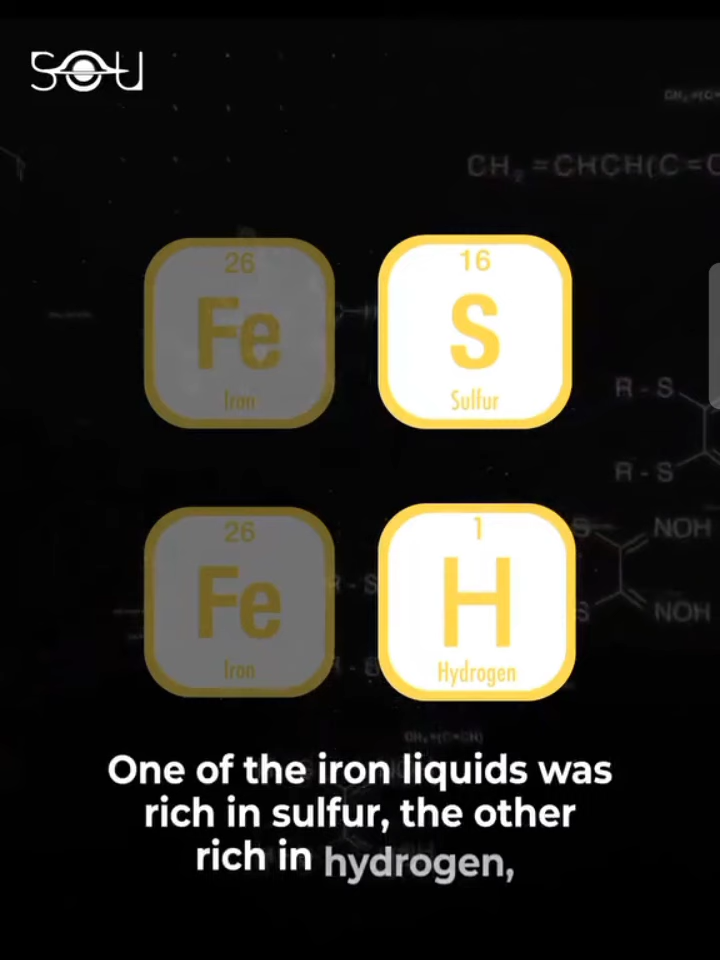 SOU
CH₂=CHCH(C=C
26
Fe
Iron
16
S
Sulfur
R-S
R-S
26
Fe
Iron
1
H
Hydrogen
NOH
NOH
One of the iron liquids was
rich in sulfur, the other
rich in hydrogen,